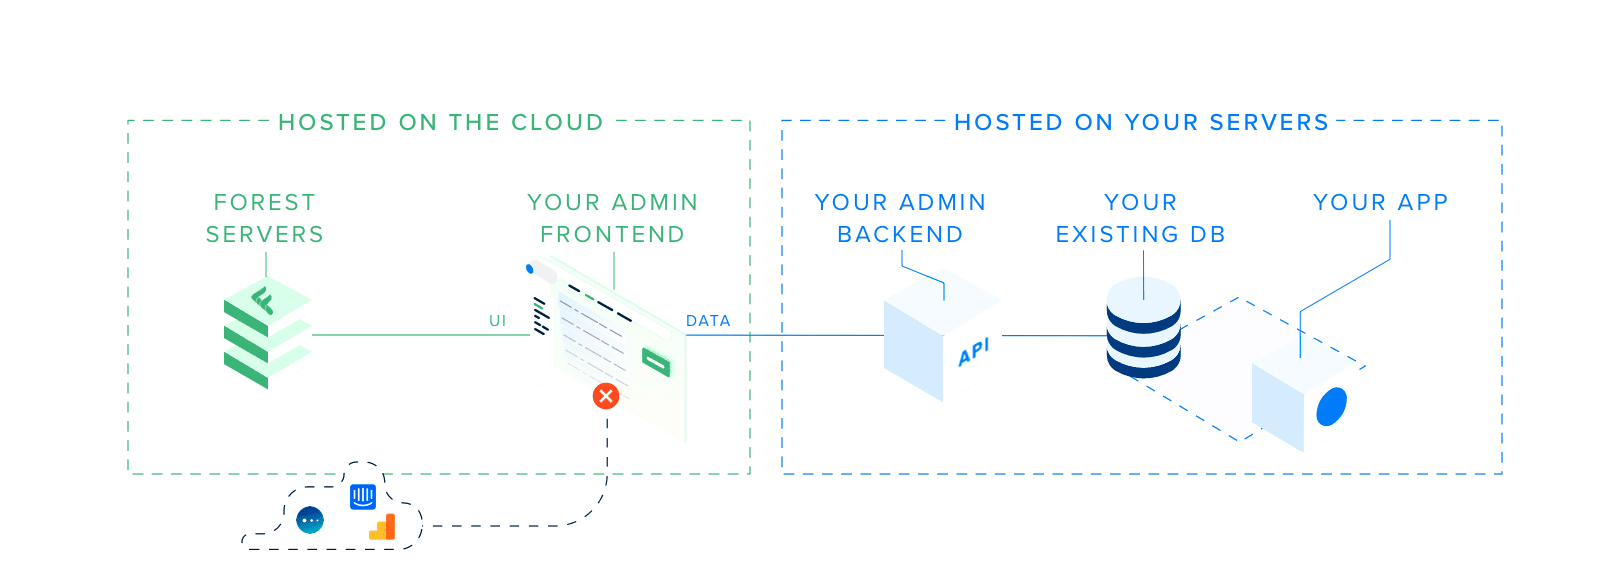 HOSTED ON THE CLOUD
HOSTED ON YOUR SERVERS
FOREST
SERVERS
YOUR ADMIN
FRONTEND
YOUR ADMIN
BACKEND
YOUR
EXISTING DB
YOUR APP
UI
DATA
API